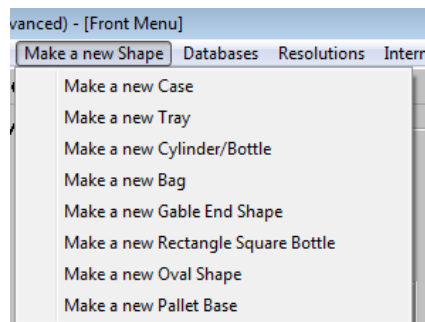 vanced) - [Front Menu]
Make a new Shape Databases Resolutions Intern
Make a new Case
Make a new Tray
Make a new Cylinder/Bottle
Make a new Bag
Make a new Gable End Shape
Make a new Rectangle Square Bottle
Make a new Oval Shape
Make a new Pallet Base